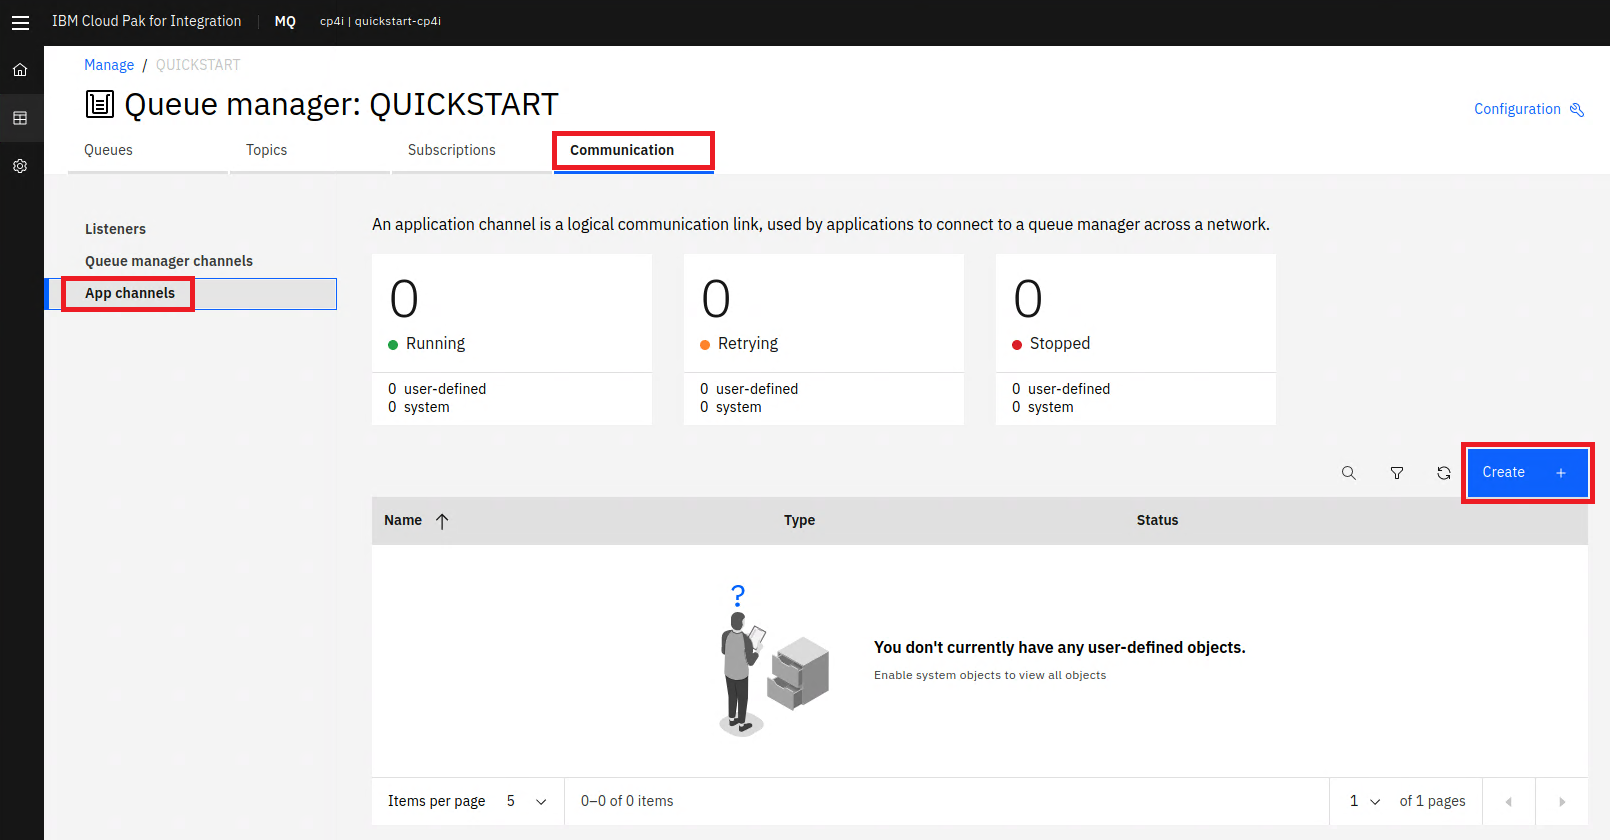 IBM Cloud Pak for Integration | MQ cp4i | quickstart-cp4i
Manage / QUICKSTART
Queue manager: QUICKSTART
Configuration
Queues Topics Subscriptions Communication
Listeners
Queue manager channels
App channels
An application channel is a logical communication link, used by applications to connect to a queue manager across a network.
0
Running
0 user-defined
0 system
0
Retrying
0 user-defined
0 system
0
Stopped
0 user-defined
0 system
Create +
Name Type Status
?
You don't currently have any user-defined objects.
Enable system objects to view all objects
Items per page 5 0–0 of 0 items 1 of 1 pages